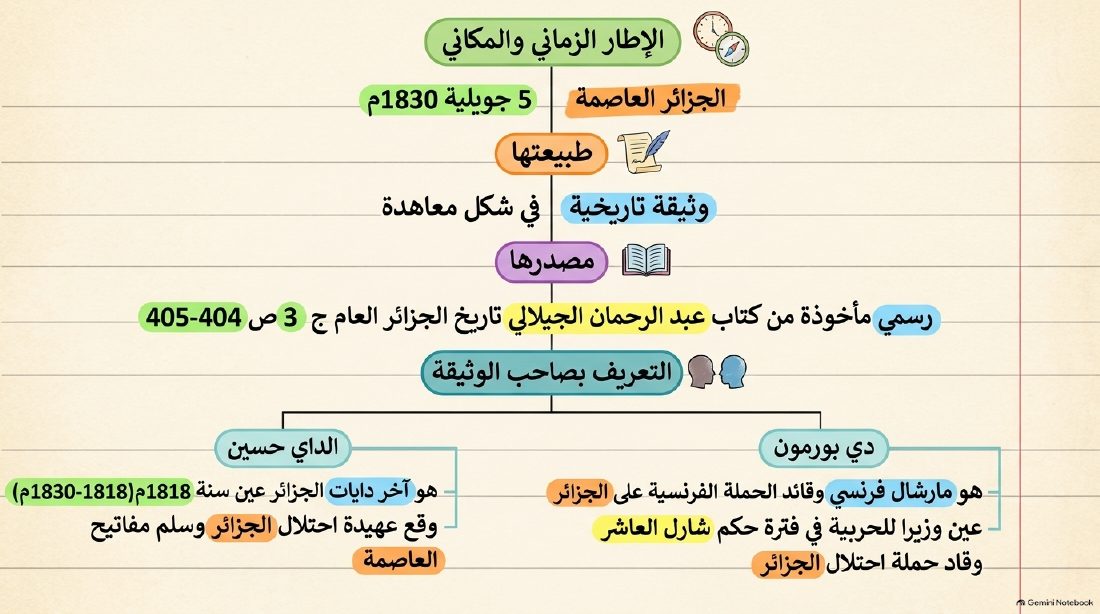 الإطار الزماني والمكاني
الجزائر العاصمة
5 جويلية 1830م
طبيعتها
وثيقة تاريخية في شكل معاهدة
مصدرها
رسمي مأخوذة من كتاب عبد الرحمان الجيلالي تاريخ الجزائر العام ج 3 ص 404-405
التعريف بصاحب الوثيقة
دي بورمون
هو مارشال فرنسي وقائد الحملة الفرنسية على الجزائر
عين وزيرا للحربية في فترة حكم شارل العاشر
وقاد حملة احتلال الجزائر
الداي حسين
هو آخر دايات الجزائر عين سنة 1818م(1818-1830م)
وقع عهيدة احتلال الجزائر وسلم مفاتيح
العاصمة
Gemini Notebook